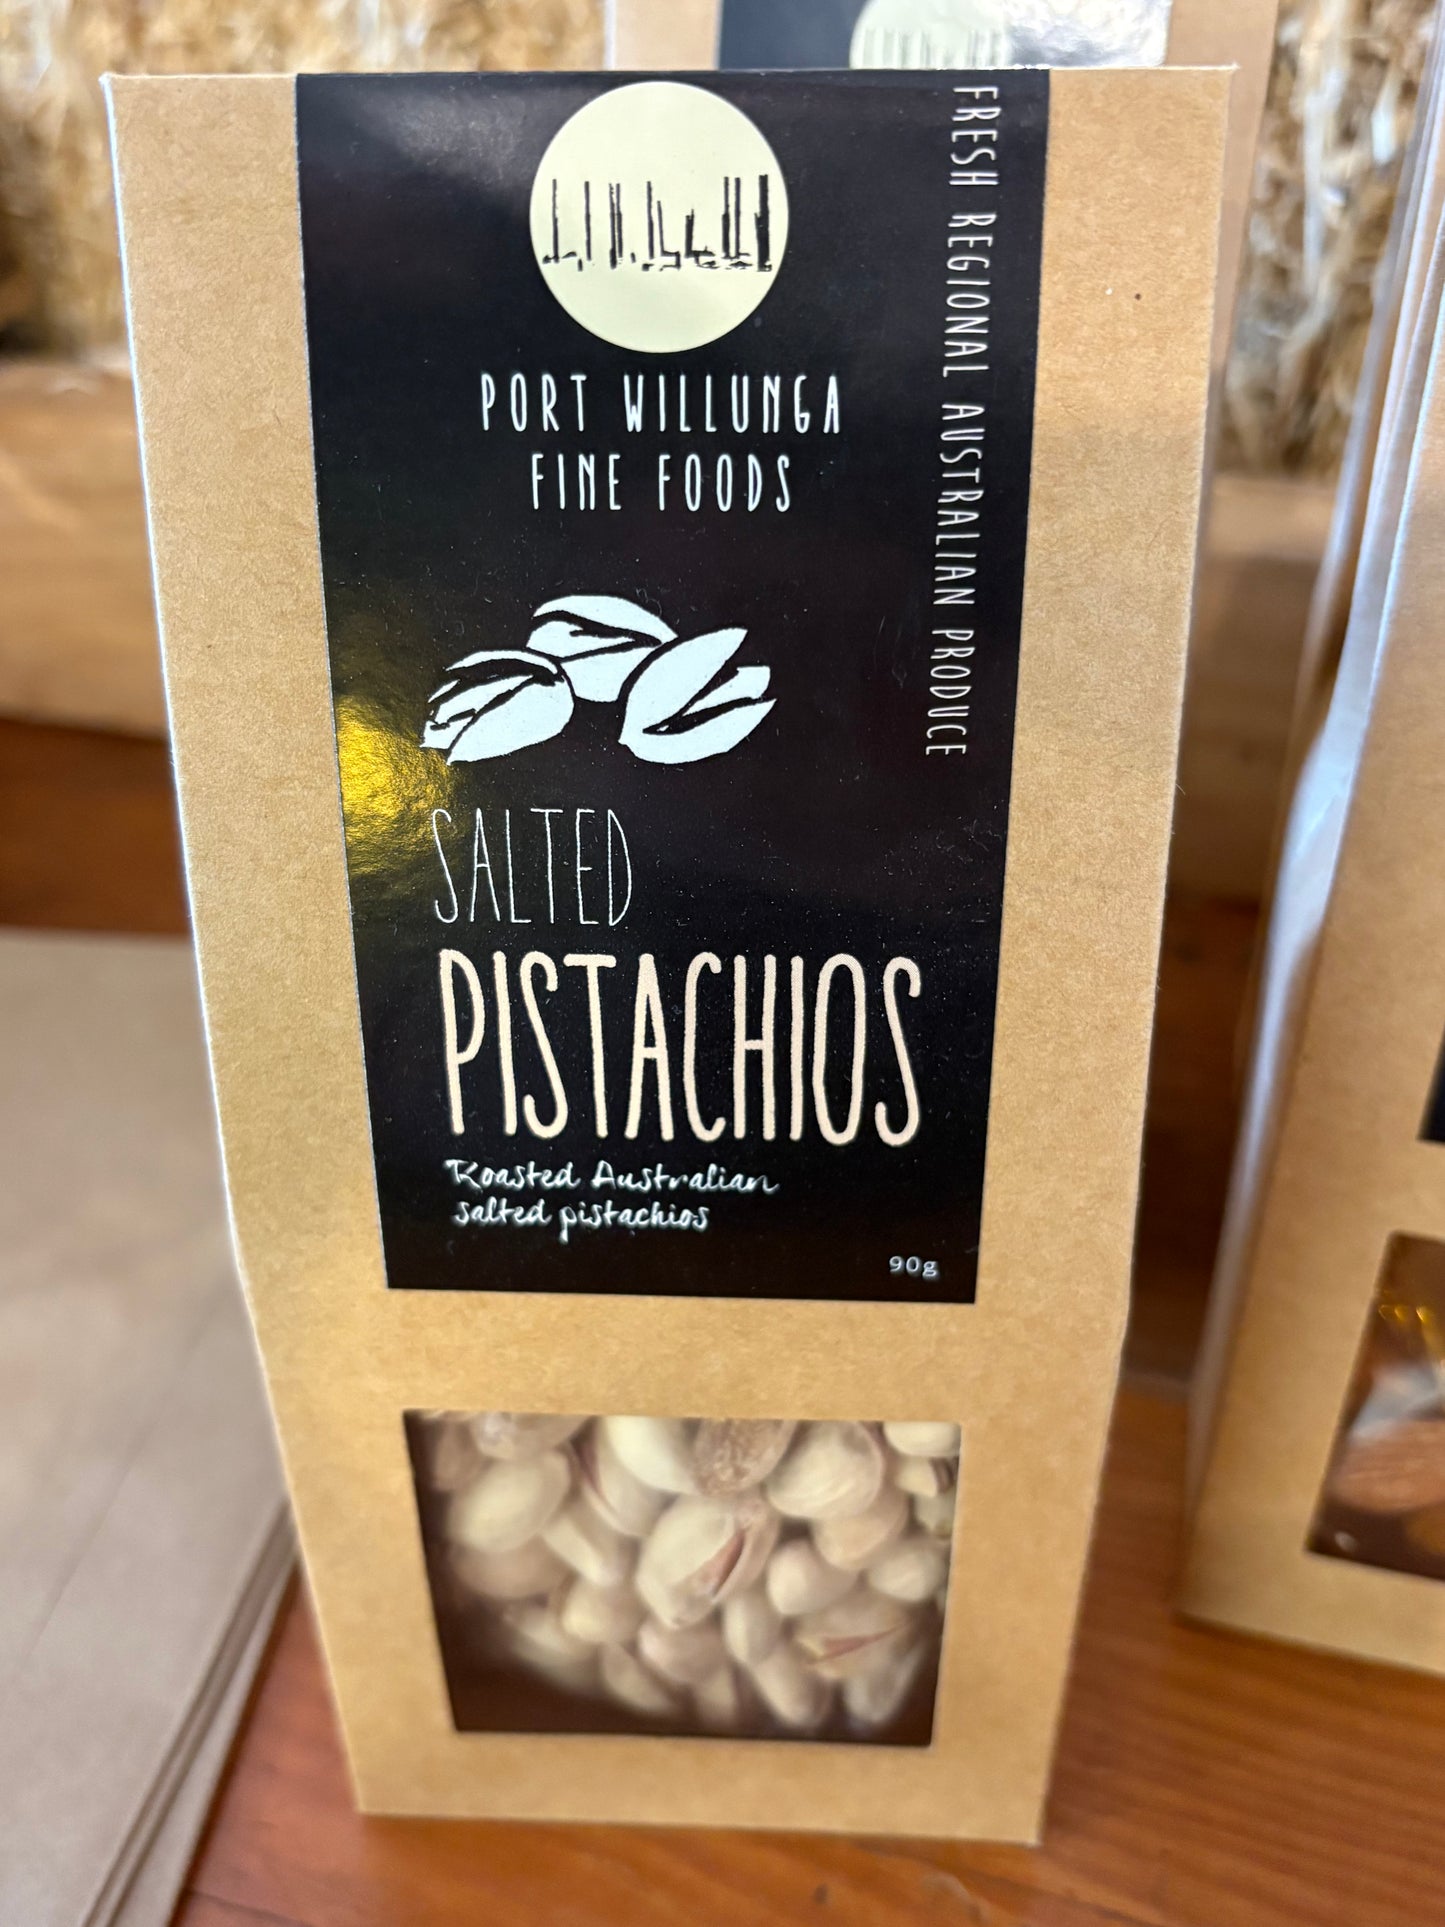 PORT WILLUNGA
FINE FOODS
FRESH REGIONAL AUSTRALIAN PRODUCE
SALTED
PISTACHIOS
Roasted Australian
salted pistachios
90g